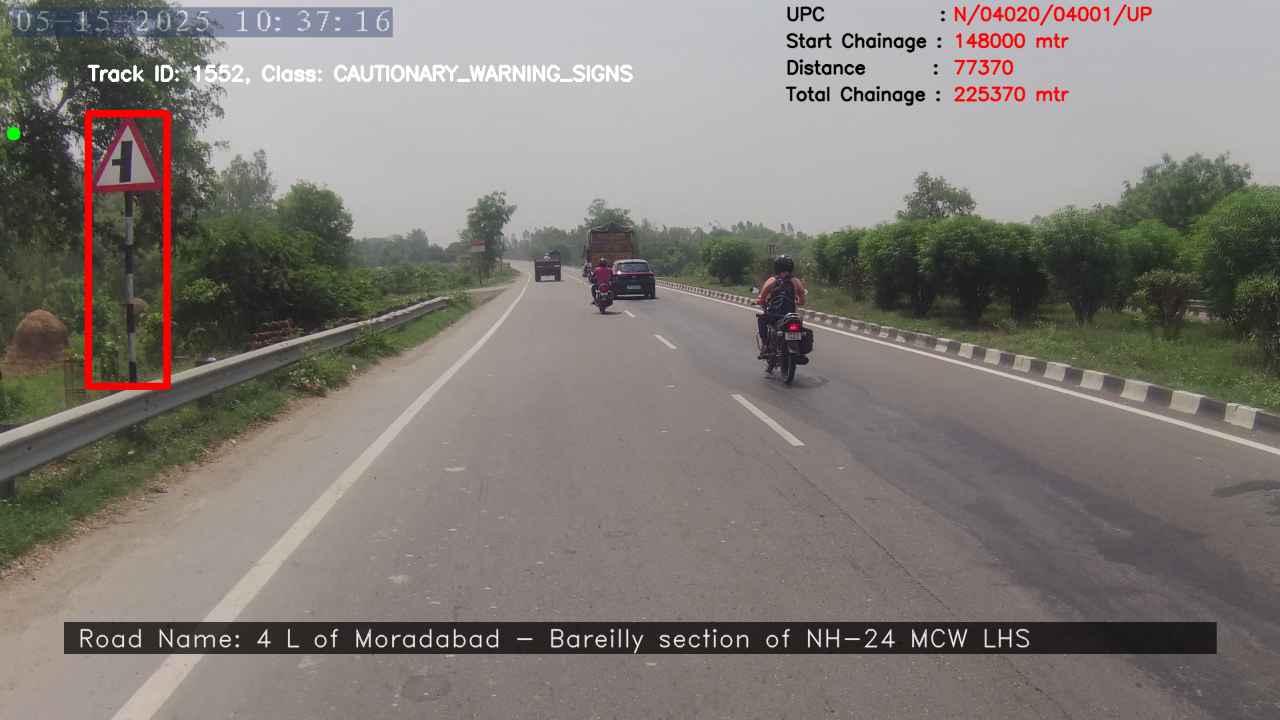 05-15-2025 10:37:16
UPC : N/04020/04001/UP
Start Chainage : 148000 mtr
Distance : 77370
Total Chainage : 225370 mtr
Track ID: 1552, Class: CAUTIONARY_WARNING_SIGNS
Road Name: 4 L of Moradabad - Bareilly section of NH-24 MCW LHS